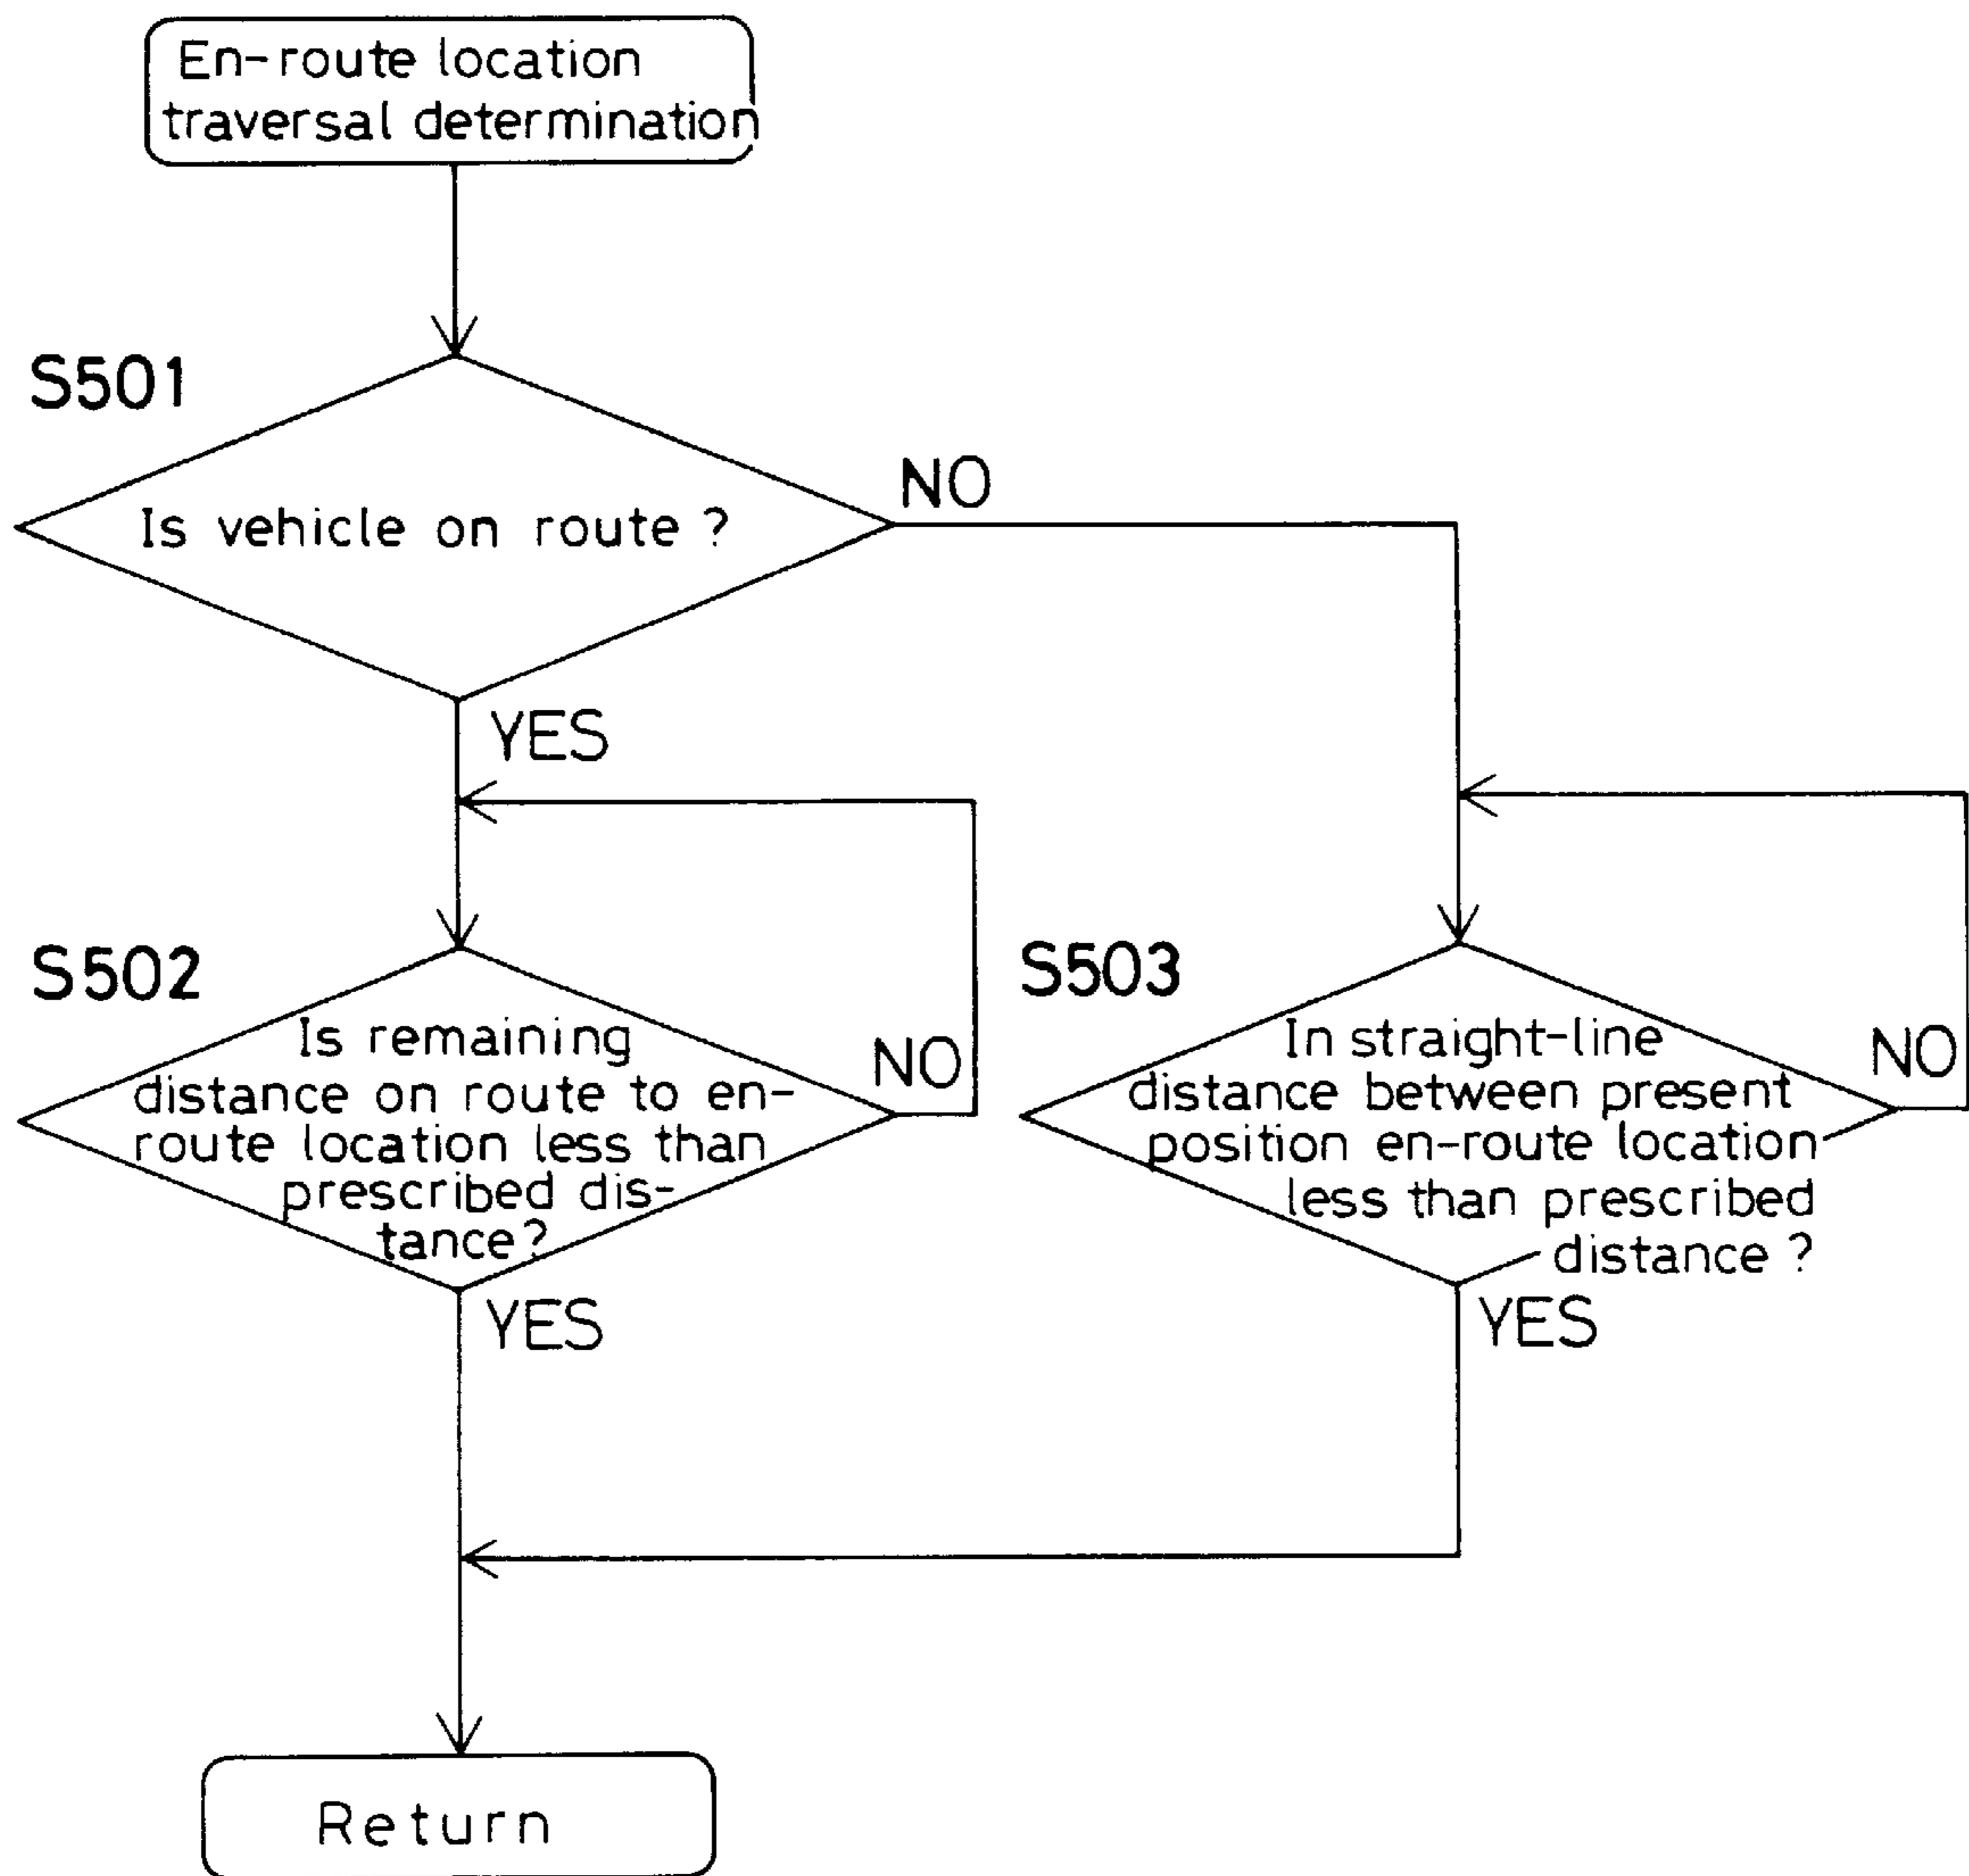 En-route location
traversal determination
S501
Is vehicle on route ?
NO
YES
S502
Is remaining
distance on route to en-
route location less than
prescribed dis-
tance?
NO
YES
S503
In straight-line
distance between present
position en-route location
less than prescribed
distance ?
NO
YES
Return